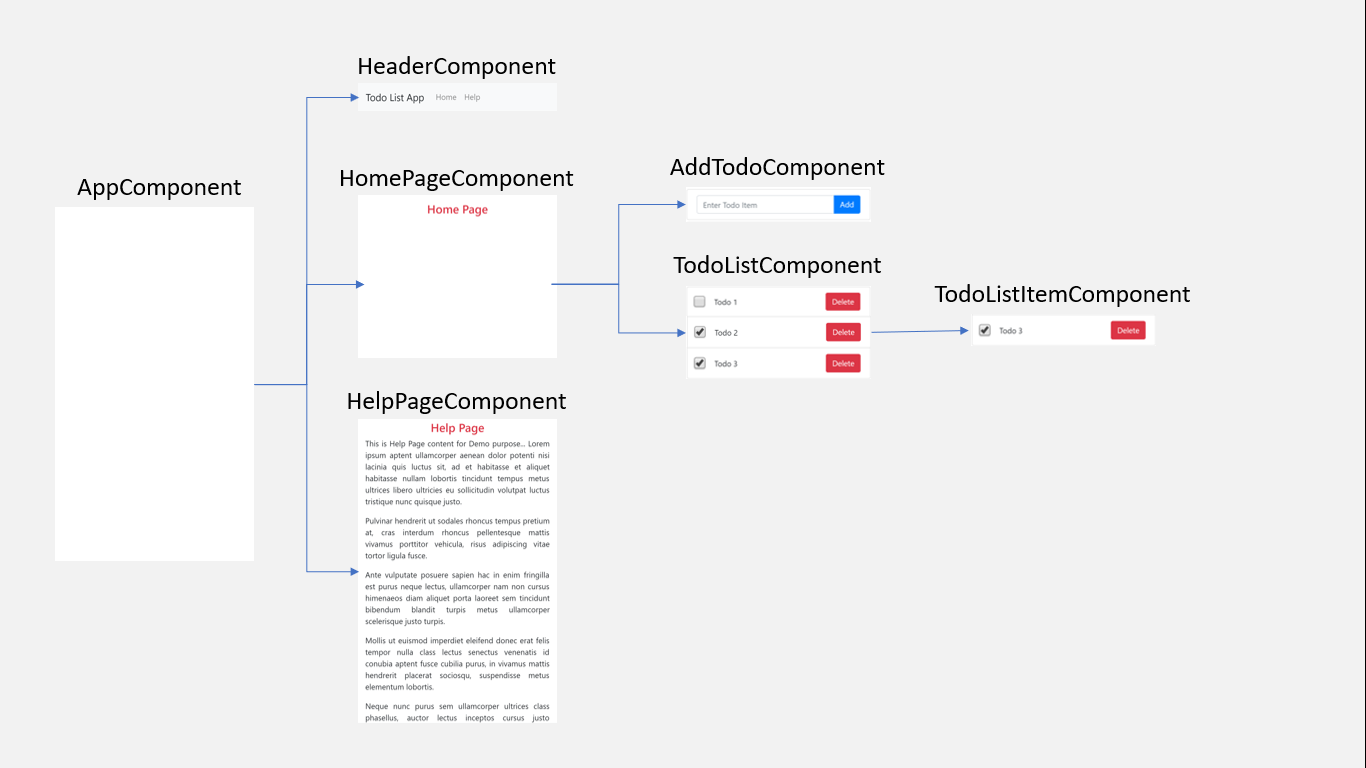 HeaderComponent
Todo List App Home Help
AppComponent
HomePageComponent
Home Page
AddTodoComponent
Enter Todo Item Add
TodoListComponent
Todo 1 Delete
Todo 2 Delete
Todo 3 Delete
TodoListItemComponent
Todo 3 Delete
HelpPageComponent
Help Page
This is Help Page content for Demo purpose... Lorem
ipsum aptent ullamcorper aenean dolor potenti nisi
lacinia quis luctus sit, ad et habitasse et aliquet
habitasse nullam lobortis tincidunt tempus metus
ultrices libero ultricies eu sollicitudin volutpat luctus
tristique nunc quisque justo.
Pulvinar hendrerit ut sodales rhoncus tempus pretium
at, cras interdum rhoncus pellentesque mattis
vivamus porttitor vehicula, risus adipiscing vitae
tortor ligula fusce.
Ante vulputate posuere sapien hac in enim fringilla
est purus neque lectus, ullamcorper nam non cursus
himenaeos diam aliquet porta laoreet sem tincidunt
bibendum blandit turpis metus ullamcorper
scelerisque justo turpis.
Mollis ut euismod imperdiet eleifend donec erat felis
tempor nulla class lectus senectus venenatis id
conubia aptent fusce cubilia purus, in vivamus mattis
hendrerit placerat sociosqu, suspendisse metus
elementum lobortis.
Neque nunc purus sem ullamcorper ultrices class
phasellus, auctor lectus inceptos cursus justo